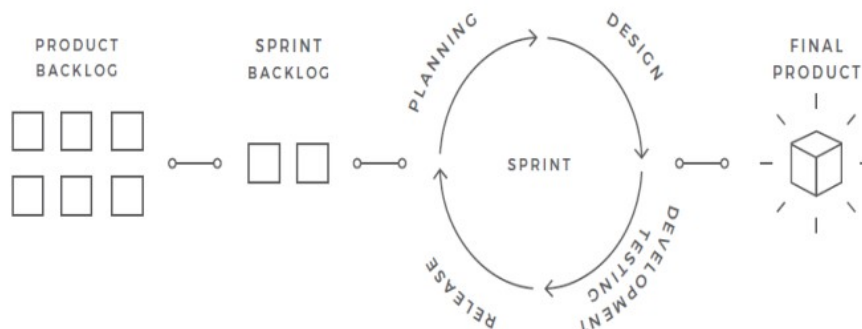 PRODUCT
BACKLOG
SPRINT
BACKLOG
PLANNING
DESIGN
SPRINT
DEVELOPMENT
TESTING
RELEASE
FINAL
PRODUCT